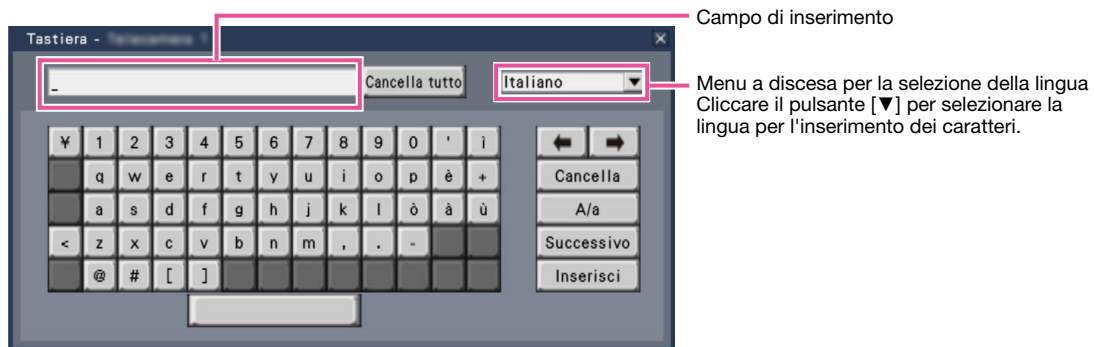 Campo di inserimento
Tastiera - Telecamera 1
Cancella tutto
Italiano ▼
Menu a discesa per la selezione della lingua
Cliccare il pulsante [▼] per selezionare la
lingua per l'inserimento dei caratteri.
_
¥ 1 2 3 4 5 6 7 8 9 0 ' ì
q w e r t y u i o p è +
a s d f g h j k l ò à ù
< z x c v b n m , . -
@ # [ ]
← →
Cancella
A/a
Successivo
Inserisci